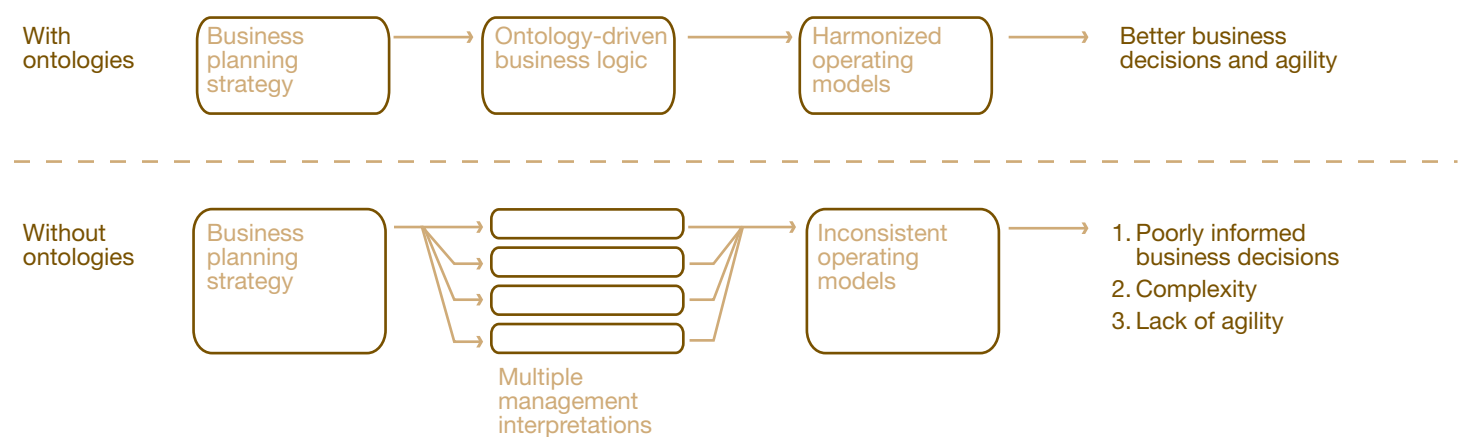 With
ontologies
Business
planning
strategy
Ontology-driven
business logic
Harmonized
operating
models
Better business
decisions and agility
Without
ontologies
Business
planning
strategy
Multiple
management
interpretations
Inconsistent
operating
models
1. Poorly informed
business decisions
2. Complexity
3. Lack of agility